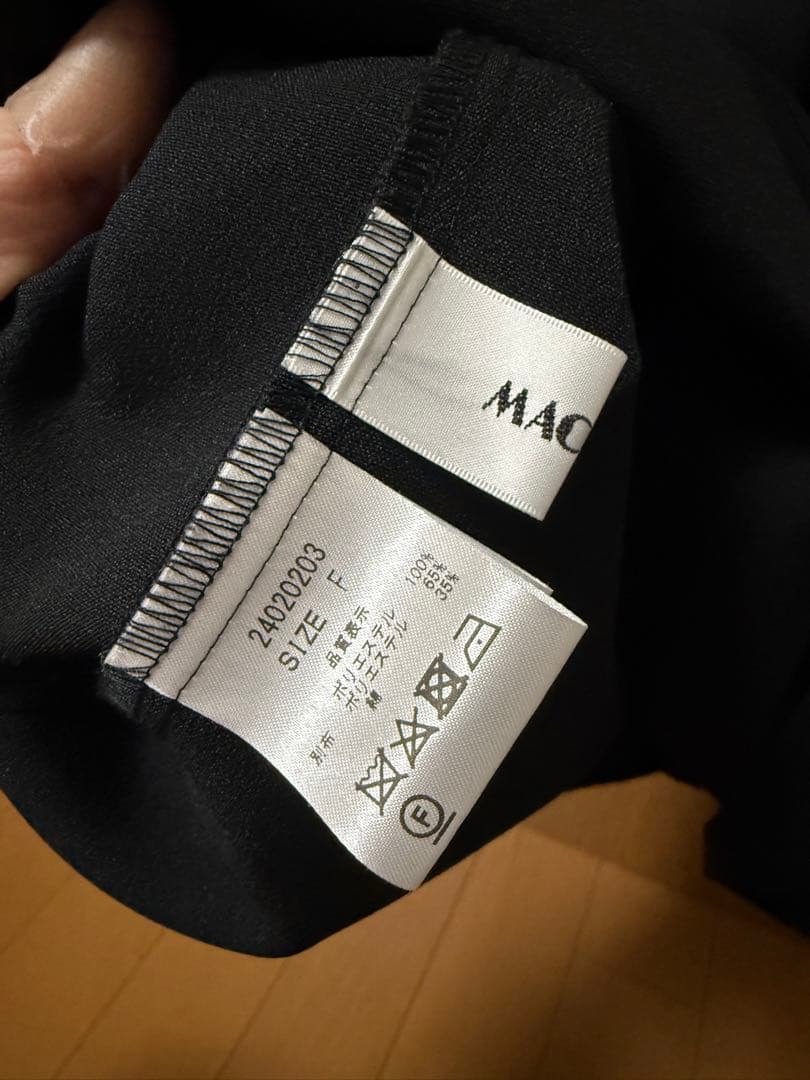 MAC
24020203
SIZE F
品質表示
ポリエステル 100%
別布 ポリエステル 65%
綿 35%
F